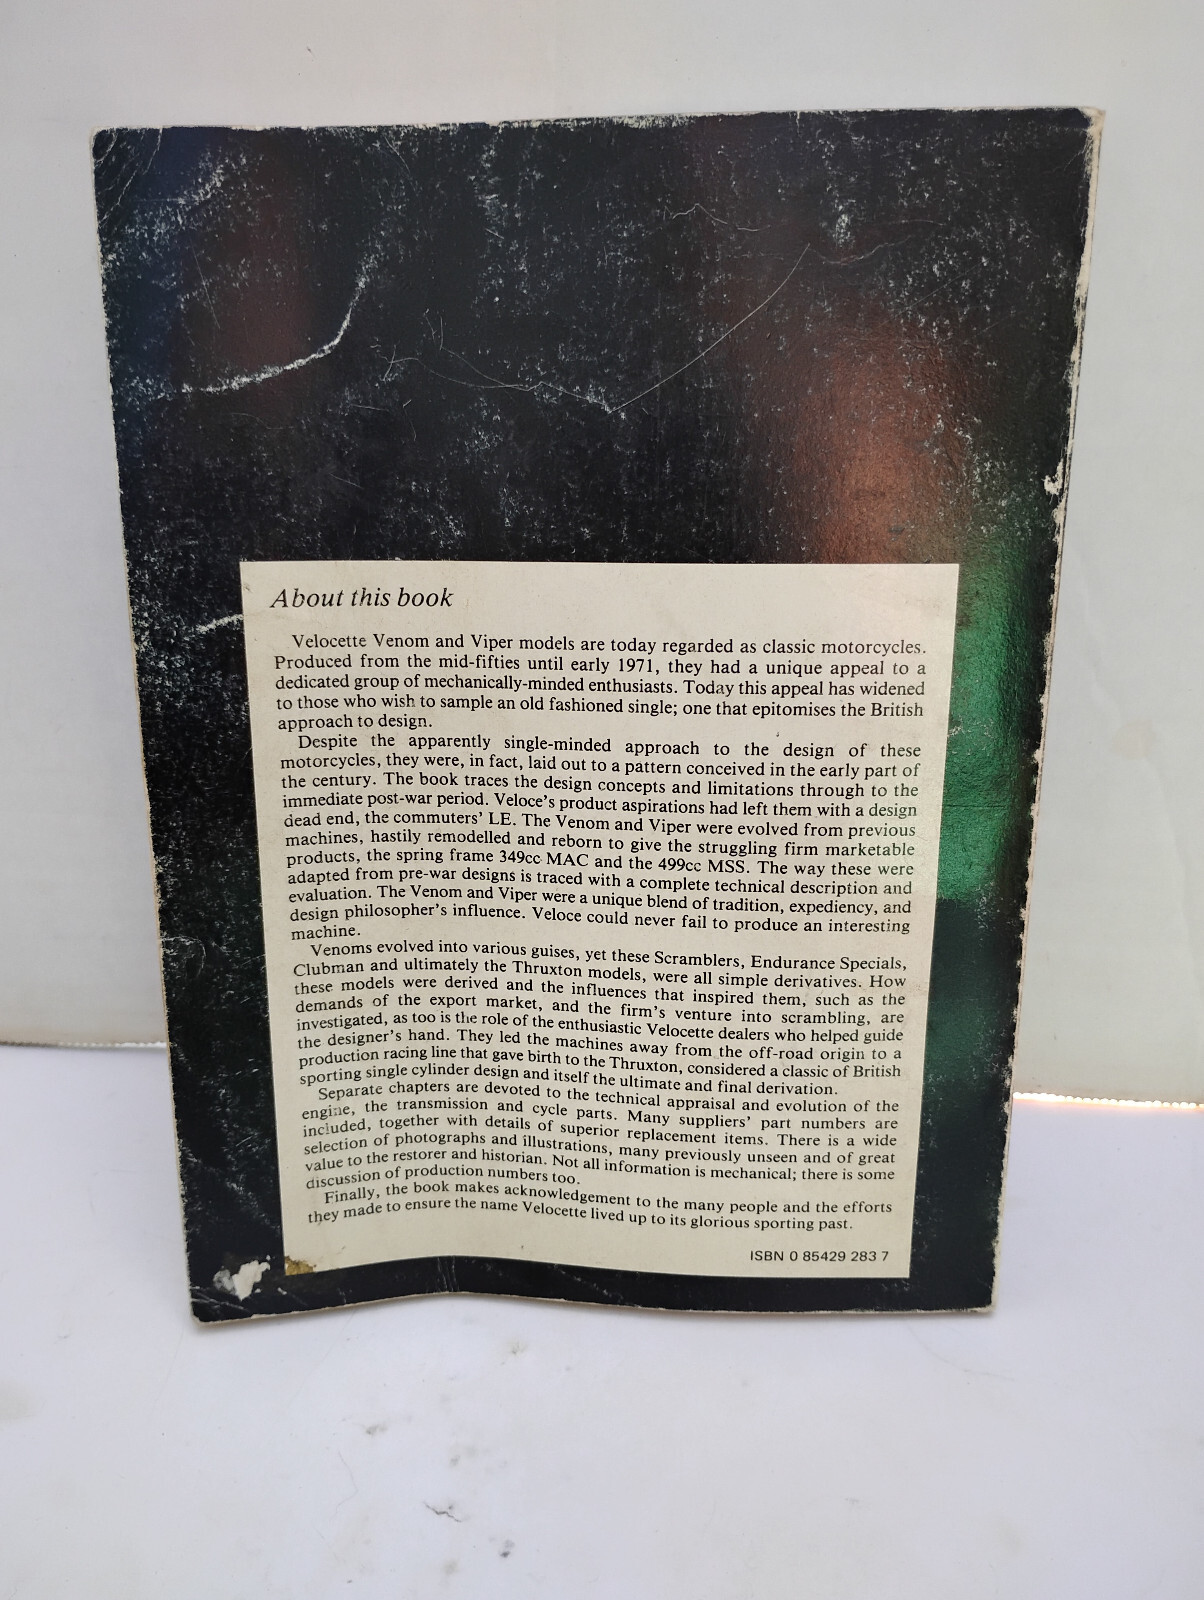 About this book
Velocette Venom and Viper models are today regarded as classic motorcycles.
Produced from the mid-fifties until early 1971, they had a unique appeal to a
dedicated group of mechanically-minded enthusiasts. Today this appeal has widened
to those who wish to sample an old fashioned single; one that epitomises the British
approach to design.
Despite the apparently single-minded approach to the design of these
motorcycles, they were, in fact, laid out to a pattern conceived in the early part of
the century. The book traces the design concepts and limitations through to the
immediate post-war period. Veloce's product aspirations had left them with a design
dead end, the commuters' LE. The Venom and Viper were evolved from previous
machines, hastily remodelled and reborn to give the struggling firm marketable
products, the spring frame 349cc MAC and the 499cc MSS. The way these were
adapted from pre-war designs is traced with a complete technical description and
evaluation. The Venom and Viper were a unique blend of tradition, expediency, and
design philosopher's influence. Veloce could never fail to produce an interesting
machine.
Venoms evolved into various guises, yet these Scramblers, Endurance Specials,
Clubman and ultimately the Thruxton models, were all simple derivatives. How
these models were derived and the influences that inspired them, such as the
demands of the export market, and the firm's venture into scrambling, are
investigated, as too is the role of the enthusiastic Velocette dealers who helped guide
the designer's hand. They led the machines away from the off-road origin to a
production racing line that gave birth to the Thruxton, considered a classic of British
sporting single cylinder design and itself the ultimate and final derivation.
Separate chapters are devoted to the technical appraisal and evolution of the
engine, the transmission and cycle parts. Many suppliers' part numbers are
included, together with details of superior replacement items. There is a wide
selection of photographs and illustrations, many previously unseen and of great
value to the restorer and historian. Not all information is mechanical; there is some
discussion of production numbers too.
Finally, the book makes acknowledgement to the many people and the efforts
they made to ensure the name Velocette lived up to its glorious sporting past.
ISBN 0 85429 283 7